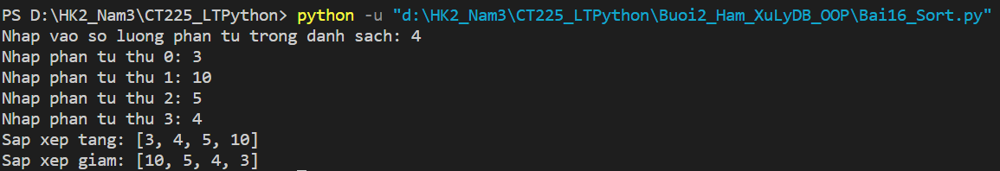 PS D:\HK2_Nam3\CT225_LTPython> python -u "d:\HK2_Nam3\CT225_LTPython\Buoi2_Ham_XuLyDB_OOP\Bai16_Sort.py"
Nhap vao so luong phan tu trong danh sach: 4
Nhap phan tu thu 0: 3
Nhap phan tu thu 1: 10
Nhap phan tu thu 2: 5
Nhap phan tu thu 3: 4
Sap xep tang: [3, 4, 5, 10]
Sap xep giam: [10, 5, 4, 3]